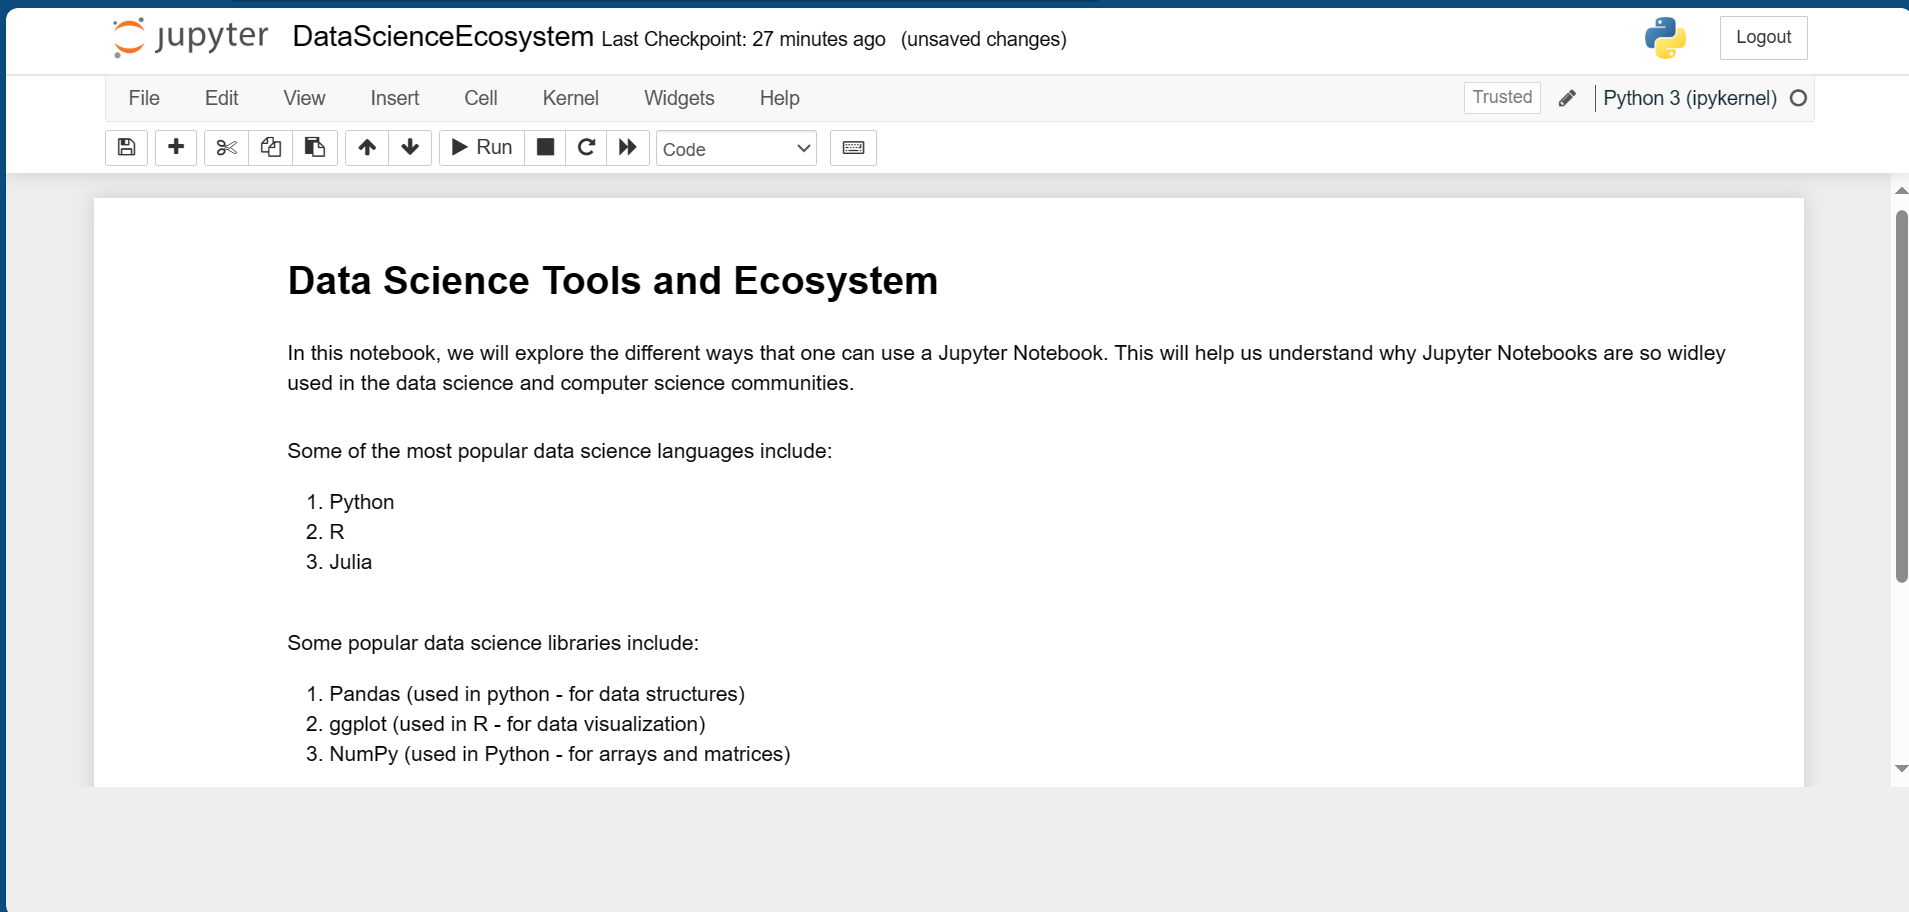 jupyter DataScienceEcosystem Last Checkpoint: 27 minutes ago (unsaved changes) Logout
File Edit View Insert Cell Kernel Widgets Help Trusted Python 3 (ipykernel)
Run Code
Data Science Tools and Ecosystem
In this notebook, we will explore the different ways that one can use a Jupyter Notebook. This will help us understand why Jupyter Notebooks are so widley
used in the data science and computer science communities.
Some of the most popular data science languages include:
1. Python
2. R
3. Julia
Some popular data science libraries include:
1. Pandas (used in python - for data structures)
2. ggplot (used in R - for data visualization)
3. NumPy (used in Python - for arrays and matrices)